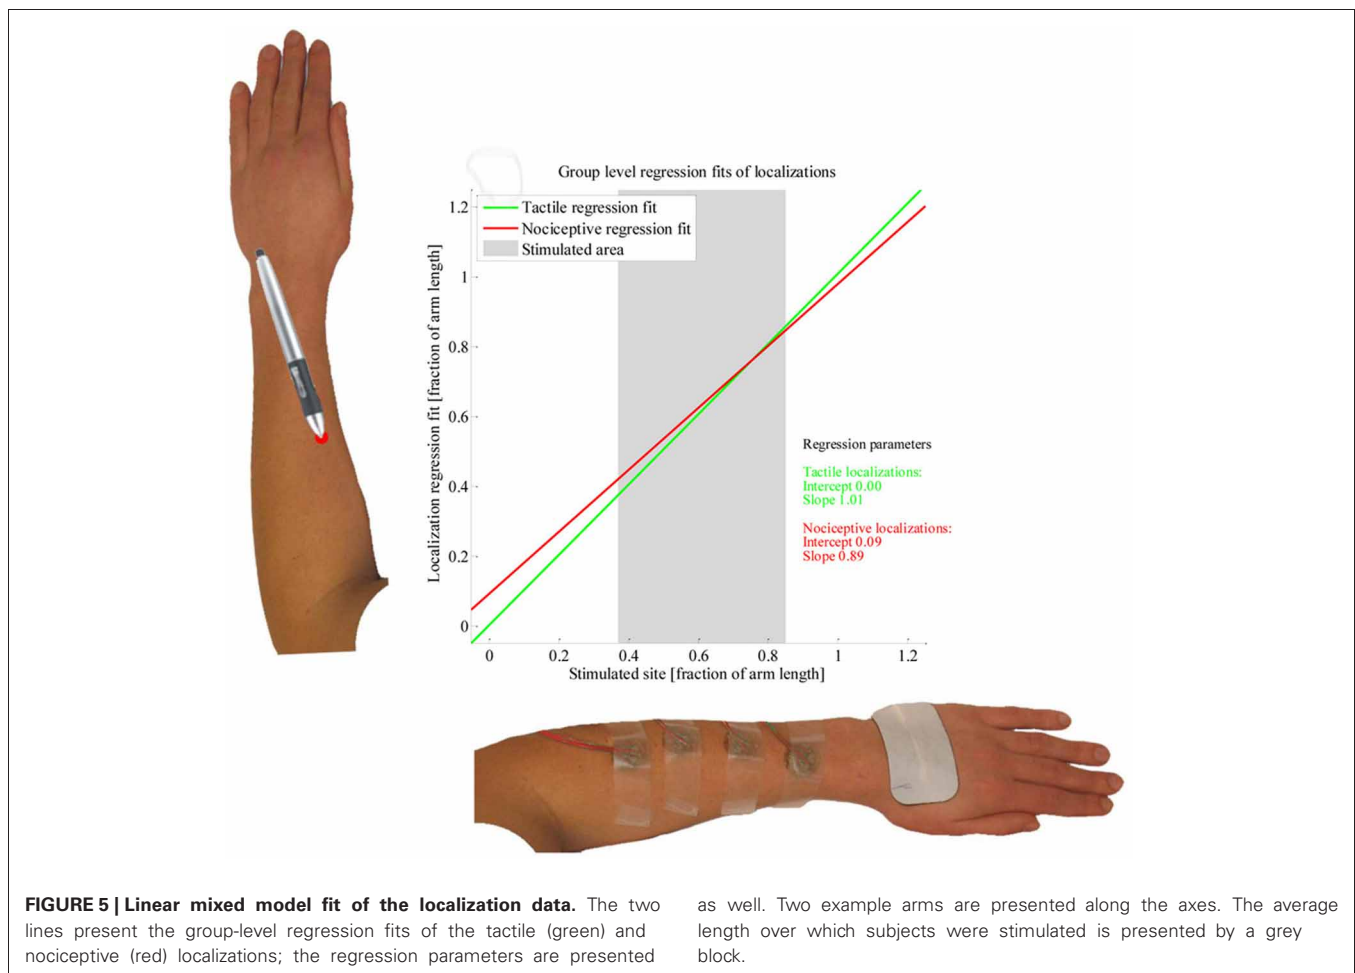 Group level regression fits of localizations
Tactile regression fit
Nociceptive regression fit
Stimulated area
1.2
1
0.8
0.6
0.4
0.2
0
Localization regression fit [fraction of arm length]
Regression parameters
Tactile localizations:
Intercept 0.00
Slope 1.01
Nociceptive localizations:
Intercept 0.09
Slope 0.89
0 0.2 0.4 0.6 0.8 1 1.2
Stimulated site [fraction of arm length]
FIGURE 5 | Linear mixed model fit of the localization data. The two
lines present the group-level regression fits of the tactile (green) and
nociceptive (red) localizations; the regression parameters are presented
as well. Two example arms are presented along the axes. The average
length over which subjects were stimulated is presented by a grey
block.